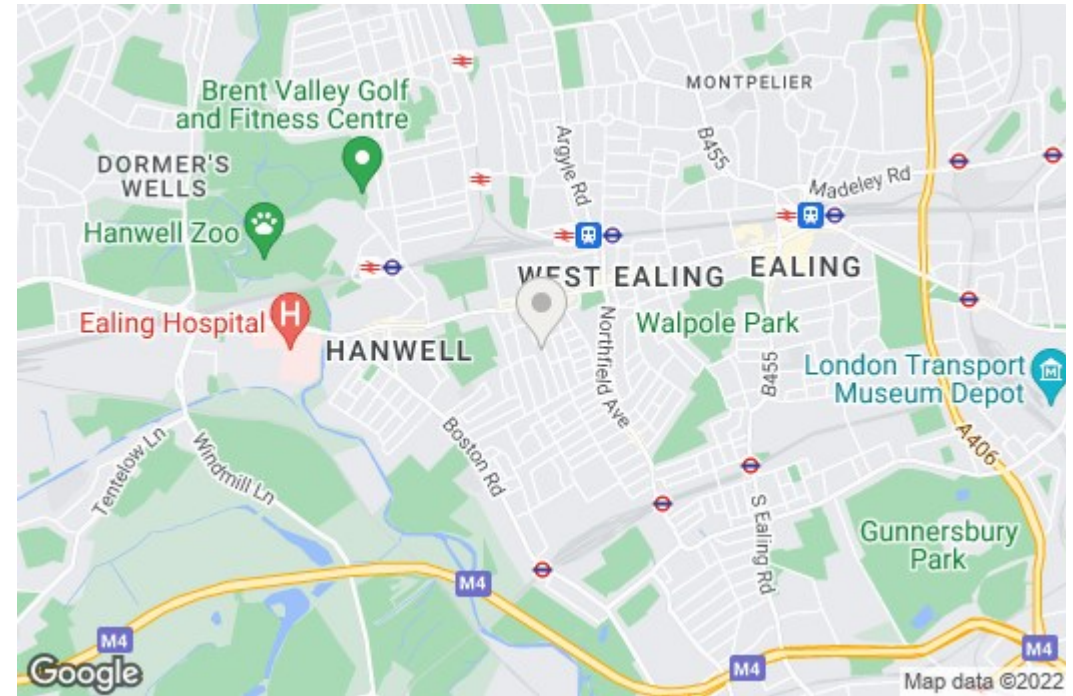 MONTPELIER
Brent Valley Golf
and Fitness Centre
Argyle Rd
B455
DORMER'S
WELLS
Madeley Rd
Hanwell Zoo
WEST EALING
EALING
Ealing Hospital
H
HANWELL
Northfield Ave
Walpole Park
B455
London Transport
Museum Depot
Boston Rd
A406
Tentelow Ln
Windmill Ln
S Ealing Rd
Gunnersbury
Park
M4
M4
M4
M4
Google
Map data ©2022